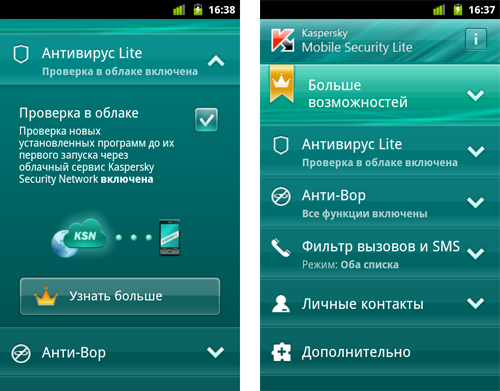 16:38
Антивирус Lite
Проверка в облаке включена
Проверка в облаке
Проверка новых
установленных программ до их
первого запуска через
облачный сервис Kaspersky
Security Network включена
KSN
Узнать больше
Анти-Вор
16:37
Kaspersky
Mobile Security Lite
i
Больше
возможностей
Антивирус Lite
Проверка в облаке включена
Анти-Вор
Все функции включены
Фильтр вызовов и SMS
Режим: Оба списка
Личные контакты
Дополнительно